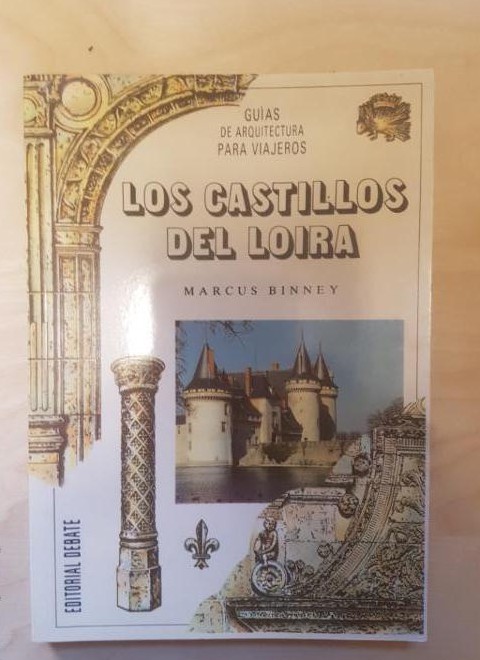 GUÍAS
DE ARQUITECTURA
PARA VIAJEROS
LOS CASTILLOS
DEL LOIRA
MARCUS BINNEY
EDITORIAL DEBATE